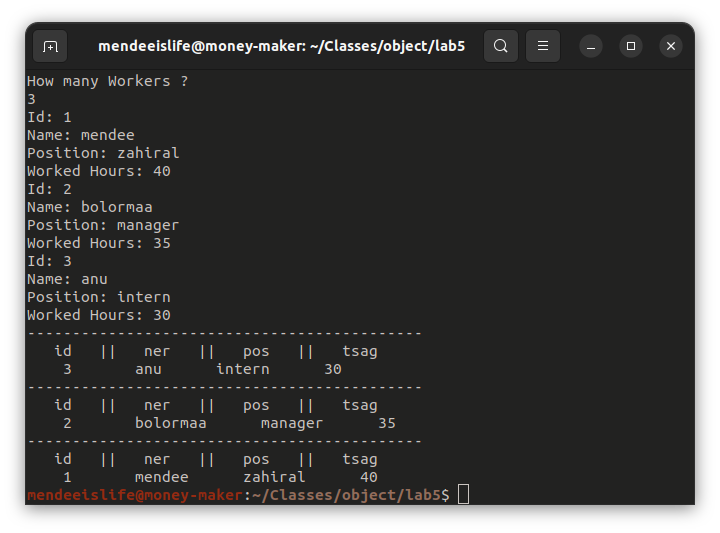 mendeeislife@money-maker: ~/Classes/object/lab5
How many Workers ?
3
Id: 1
Name: mendee
Position: zahiral
Worked Hours: 40
Id: 2
Name: bolormaa
Position: manager
Worked Hours: 35
Id: 3
Name: anu
Position: intern
Worked Hours: 30
--------------------------------------------
   id   ||   ner   ||   pos   ||   tsag
    3       anu      intern      30
--------------------------------------------
   id   ||   ner   ||   pos   ||   tsag
    2       bolormaa      manager      35
--------------------------------------------
   id   ||   ner   ||   pos   ||   tsag
    1       mendee      zahiral      40
mendeeislife@money-maker:~/Classes/object/lab5$